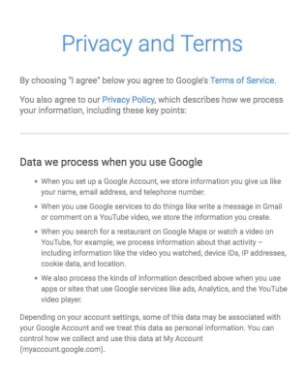 Privacy and Terms
By choosing "I agree" below you agree to Google's Terms of Service.
You also agree to our Privacy Policy, which describes how we process
your information, including these key points:
Data we process when you use Google
• When you set up a Google Account, we store information you give us like
your name, email address, and telephone number.
• When you use Google services to do things like write a message in Gmail
or comment on a YouTube video, we store the information you create.
• When you search for a restaurant on Google Maps or watch a video on
YouTube, for example, we process information about that activity –
including information like the video you watched, device IDs, IP addresses,
cookie data, and location.
• We also process the kinds of information described above when you use
apps or sites that use Google services like ads, Analytics, and the YouTube
video player.
Depending on your account settings, some of this data may be associated with
your Google Account and we treat this data as personal information. You can
control how we collect and use this data at My Account
(myaccount.google.com).